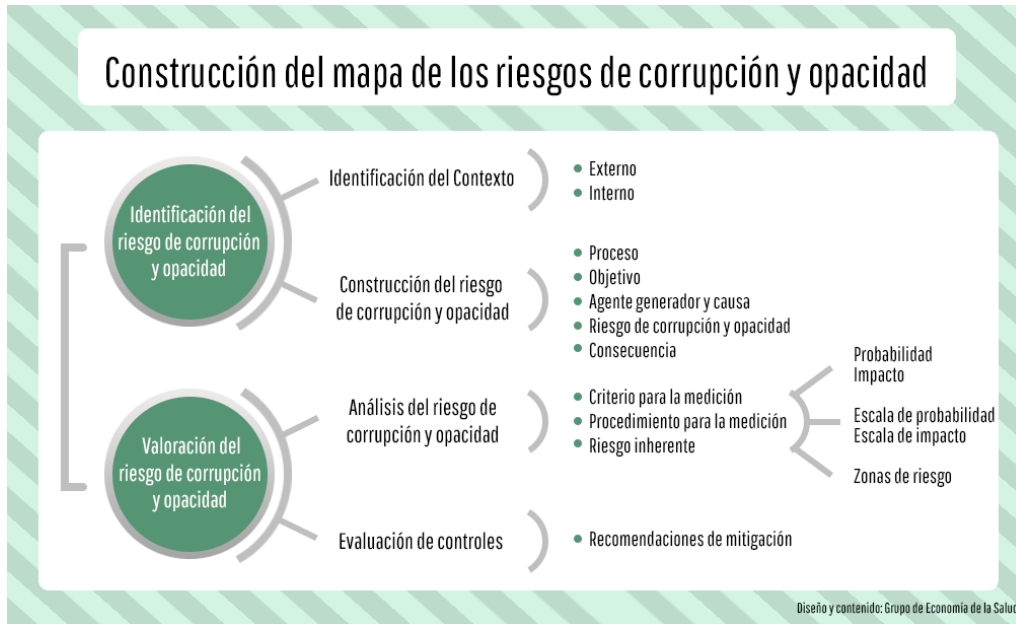 Construcción del mapa de los riesgos de corrupción y opacidad
Identificación del
riesgo de corrupción
y opacidad
Identificación del Contexto
Externo
Interno
Construcción del riesgo
de corrupción y opacidad
Proceso
Objetivo
Agente generador y causa
Riesgo de corrupción y opacidad
Consecuencia
Valoración del
riesgo de corrupción
y opacidad
Análisis del riesgo de
corrupción y opacidad
Criterio para la medición
Procedimiento para la medición
Riesgo inherente
Probabilidad
Impacto
Escala de probabilidad
Escala de impacto
Zonas de riesgo
Evaluación de controles
Recomendaciones de mitigación
Diseño y contenido: Grupo de Economía de la Salud